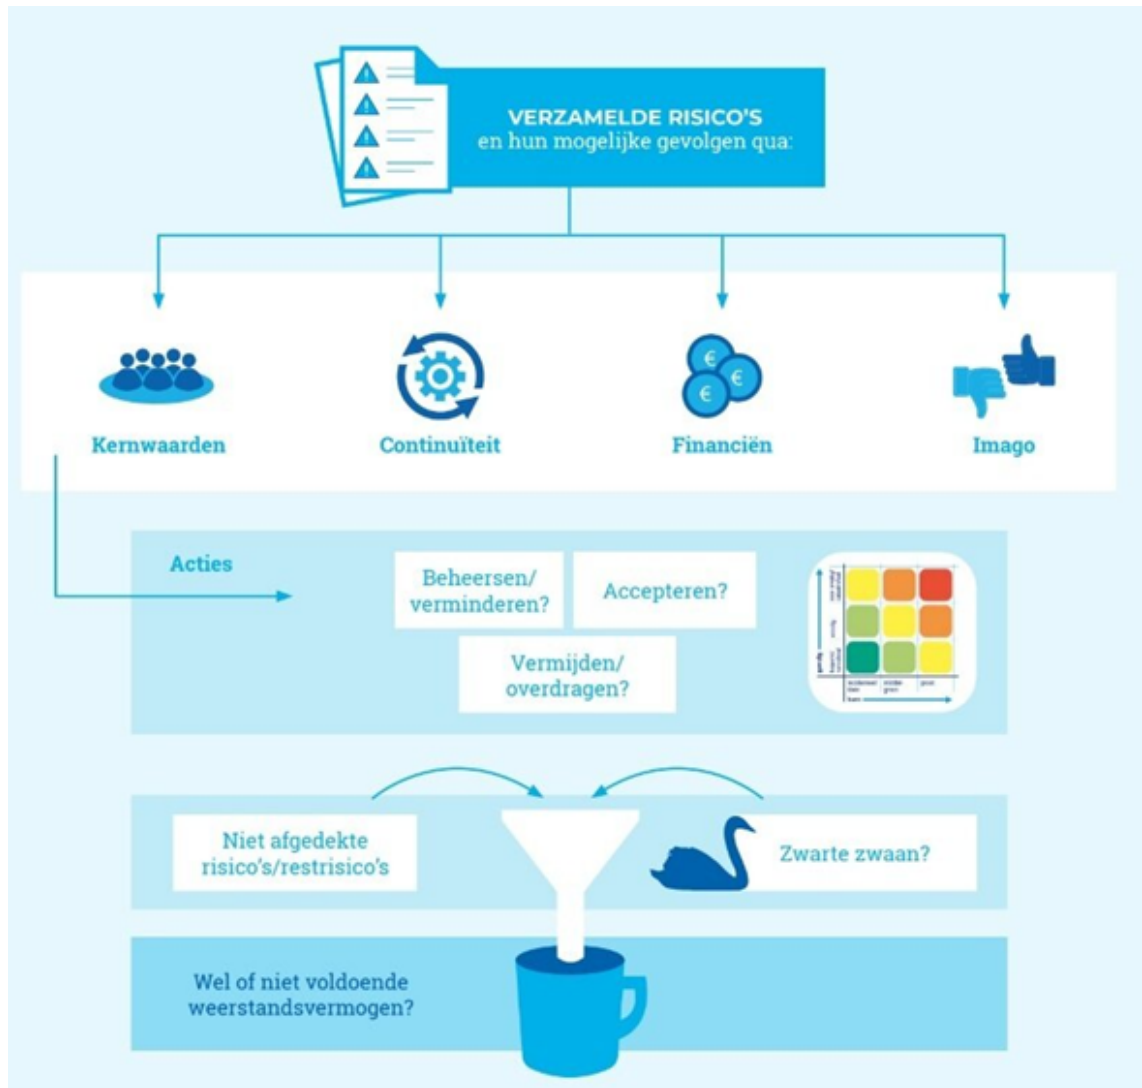 VERZAMELDE RISICO'S
en hun mogelijke gevolgen qua:
Kernwaarden
Continuïteit
Financiën
Imago
Acties
Beheersen/
verminderen?
Accepteren?
Vermijden/
overdragen?
Niet afgedekte
risico's/restrisico's
Zwarte zwaan?
Wel of niet voldoende
weerstandsvermogen?